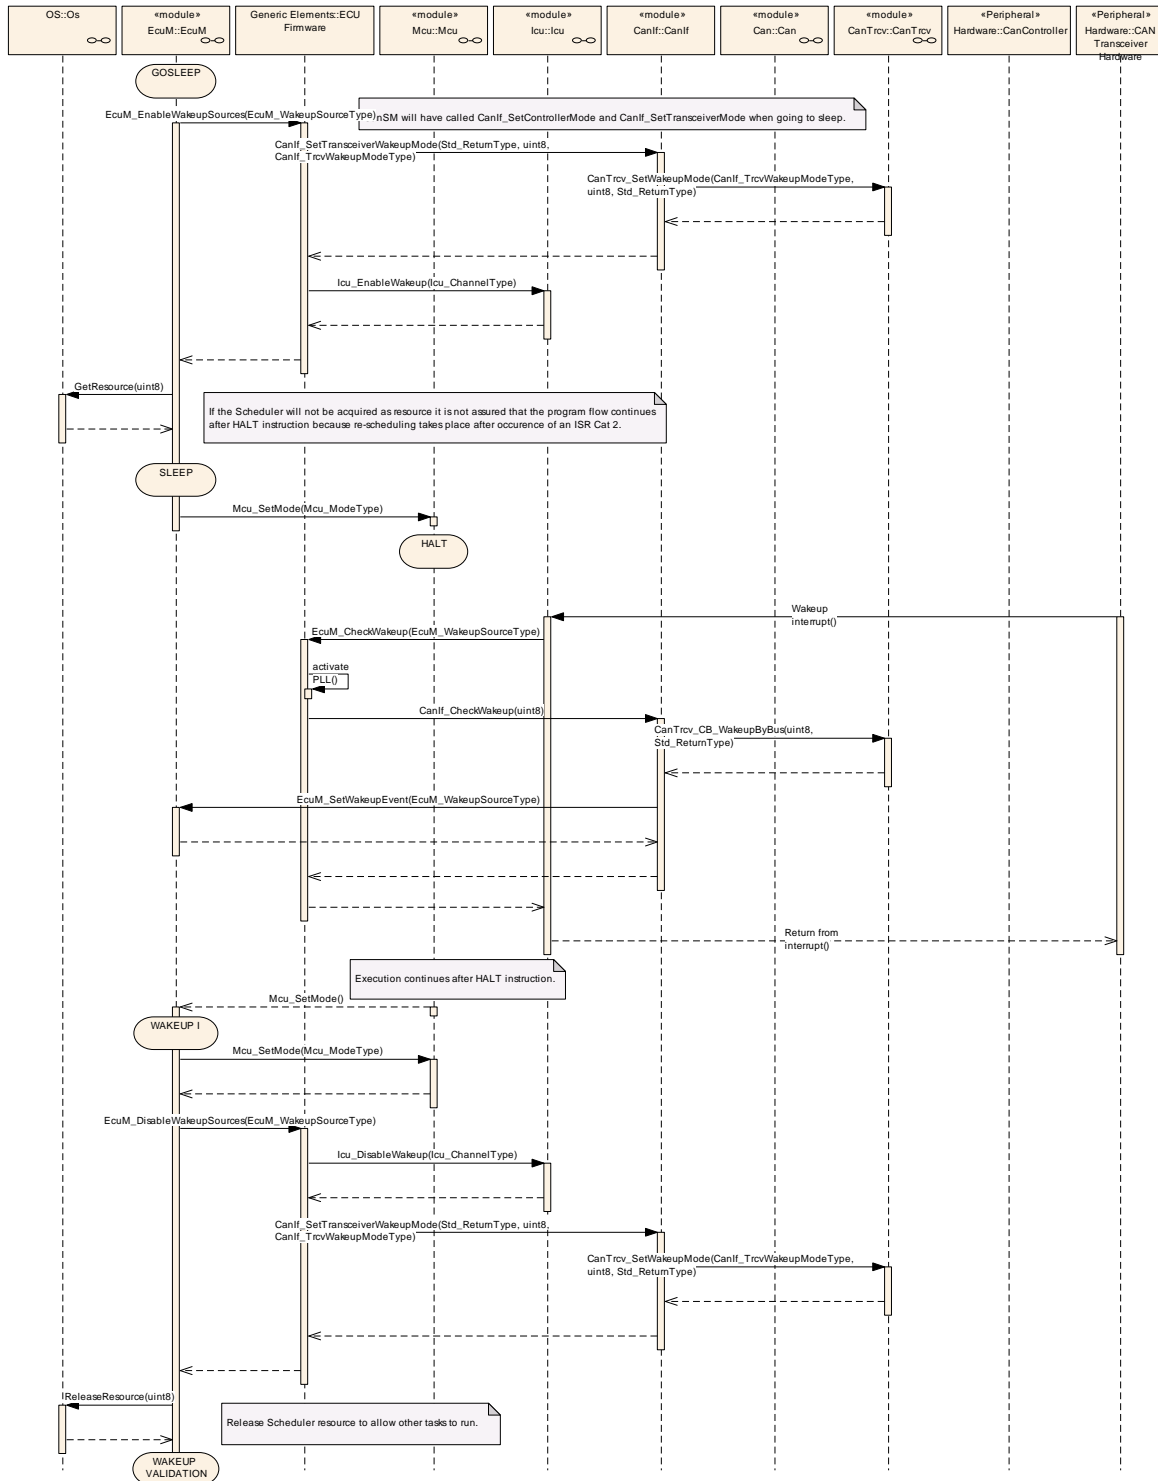 OS::Os
«module»
EcuM::EcuM
Generic Elements::ECU
Firmware
«module»
Mcu::Mcu
«module»
Icu::Icu
«module»
CanIf::CanIf
«module»
Can::Can
«module»
CanTrcv::CanTrcv
«Peripheral»
Hardware::CanController
«Peripheral»
Hardware::CAN
Transceiver
Hardware
GOSLEEP
EcuM_EnableWakeupSources(EcuM_WakeupSourceType)
nSM will have called CanIf_SetControllerMode and CanIf_SetTransceiverMode when going to sleep.
CanIf_SetTransceiverWakeupMode(Std_ReturnType, uint8,
CanIf_TrcvWakeupModeType)
CanTrcv_SetWakeupMode(CanIf_TrcvWakeupModeType,
uint8, Std_ReturnType)
Icu_EnableWakeup(Icu_ChannelType)
GetResource(uint8)
If the Scheduler will not be acquired as resource it is not assured that the program flow continues
after HALT instruction because re-scheduling takes place after occurence of an ISR Cat 2.
SLEEP
Mcu_SetMode(Mcu_ModeType)
HALT
Wakeup
interrupt()
EcuM_CheckWakeup(EcuM_WakeupSourceType)
activate
PLL()
CanIf_CheckWakeup(uint8)
CanTrcv_CB_WakeupByBus(uint8,
Std_ReturnType)
EcuM_SetWakeupEvent(EcuM_WakeupSourceType)
Return from
interrupt()
Execution continues after HALT instruction.
Mcu_SetMode()
WAKEUP I
Mcu_SetMode(Mcu_ModeType)
EcuM_DisableWakeupSources(EcuM_WakeupSourceType)
Icu_DisableWakeup(Icu_ChannelType)
CanIf_SetTransceiverWakeupMode(Std_ReturnType, uint8,
CanIf_TrcvWakeupModeType)
CanTrcv_SetWakeupMode(CanIf_TrcvWakeupModeType,
uint8, Std_ReturnType)
ReleaseResource(uint8)
Release Scheduler resource to allow other tasks to run.
WAKEUP
VALIDATION